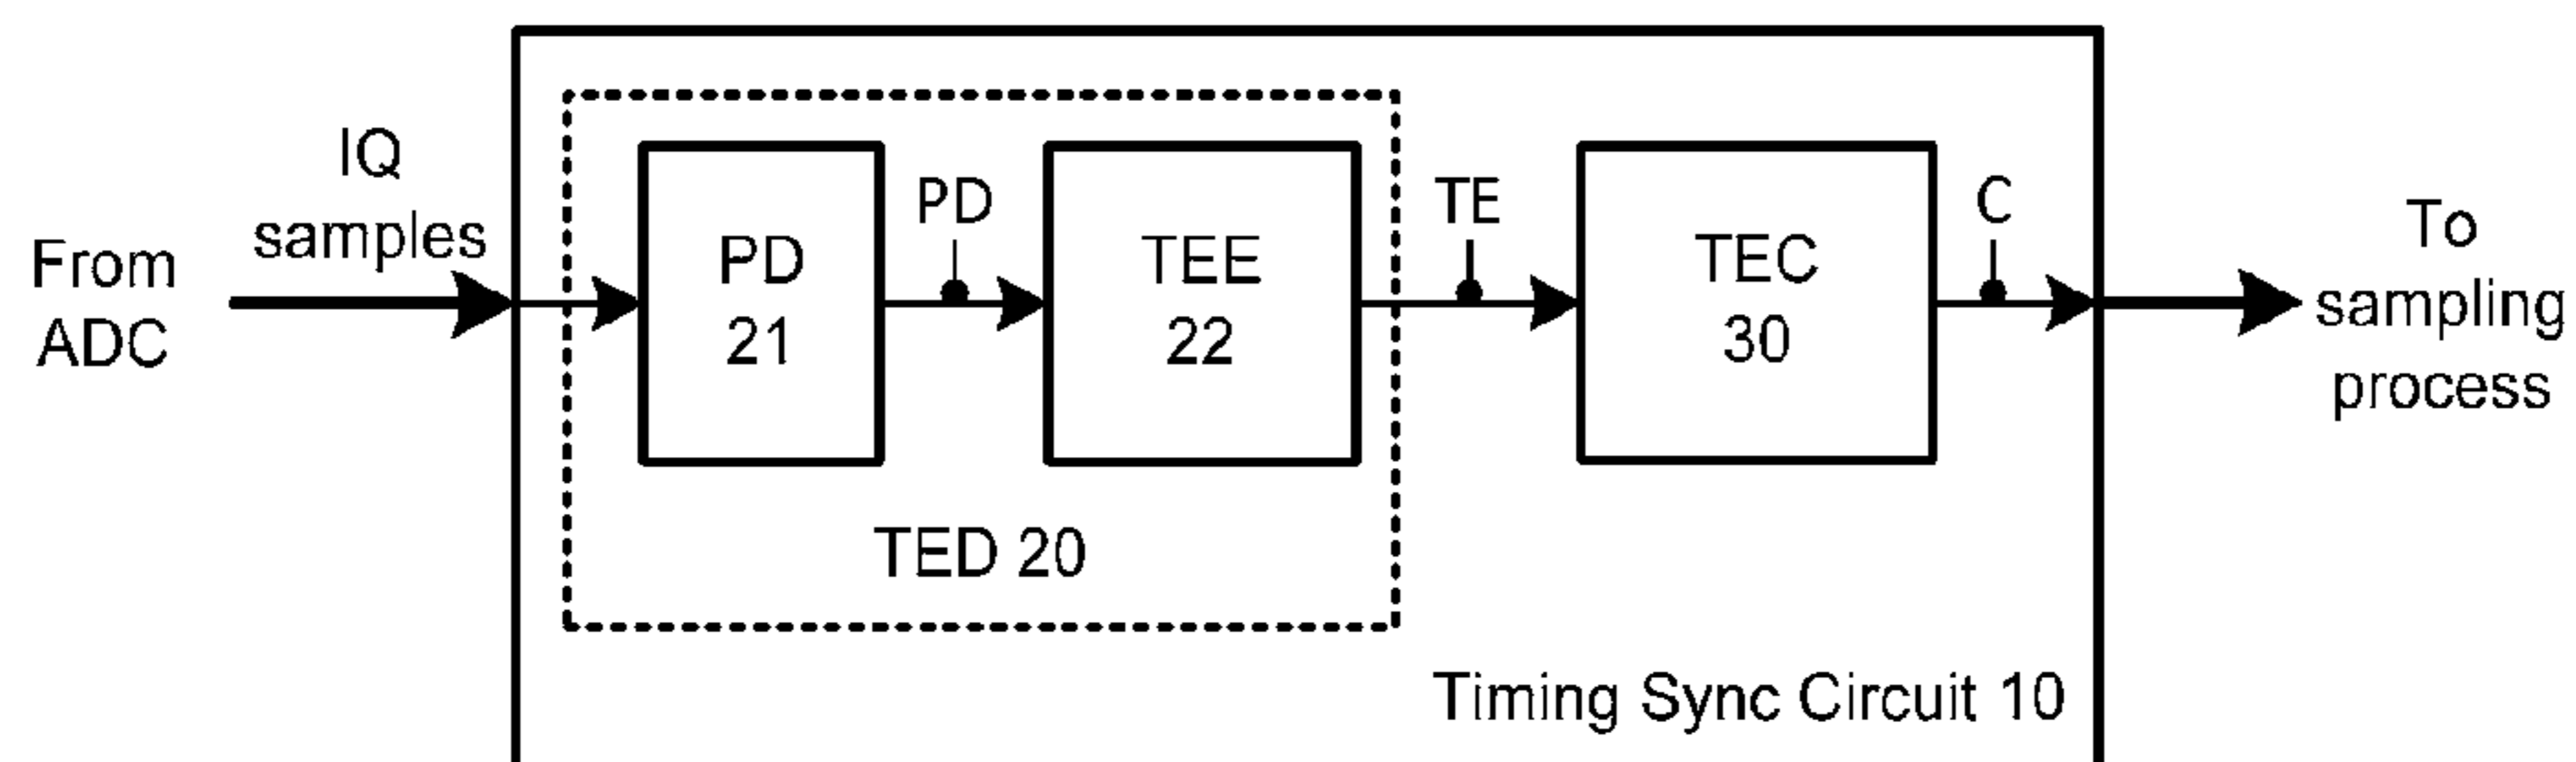 From
ADC
IQ
samples
PD
21
PD
TEE
22
TED 20
TE
TEC
30
C
To
sampling
process
Timing Sync Circuit 10